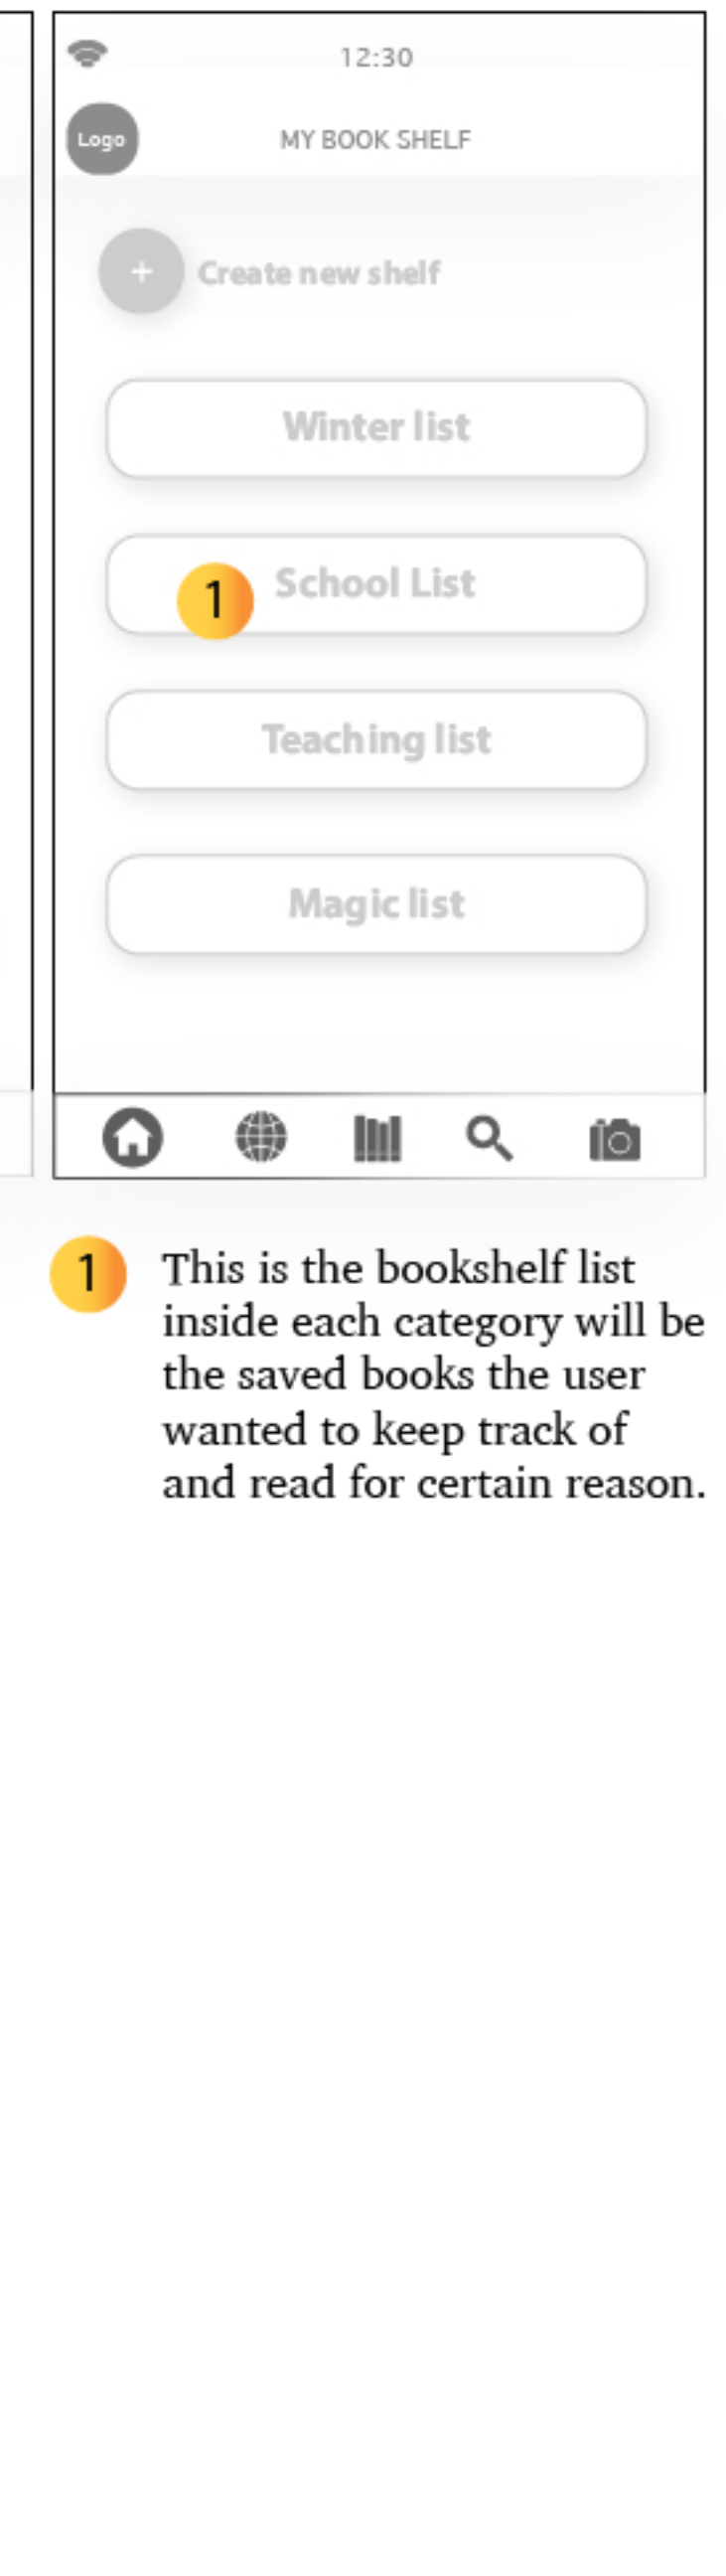 12:30
Logo
MY BOOK SHELF
+ Create new shelf
Winter list
1 School List
Teaching list
Magic list
1 This is the bookshelf list
inside each category will be
the saved books the user
wanted to keep track of
and read for certain reason.